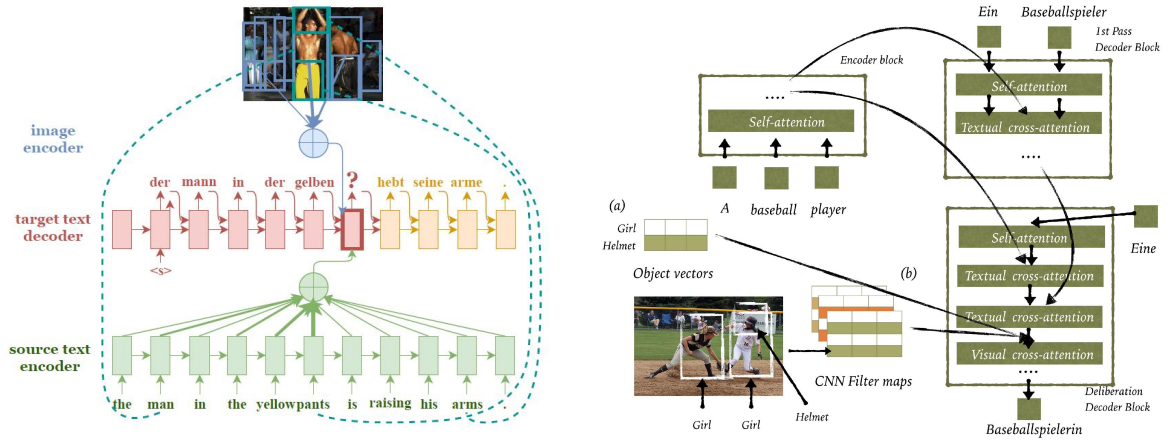 image
encoder
der mann in der gelben ? hebt seine arme .
target text
decoder
<s>
source text
encoder
the man in the yellow pants is raising his arms .
Ein Baseballspieler
1st Pass
Decoder Block
Encoder block
Self-attention
Textual cross-attention
....
....
Self-attention
A baseball player
(a)
Girl
Helmet
Object vectors
(b)
CNN Filter maps
Girl Girl Helmet
Eine
Self-attention
Textual cross-attention
Textual cross-attention
Visual cross-attention
....
Deliberation
Decoder Block
Baseballspielerin